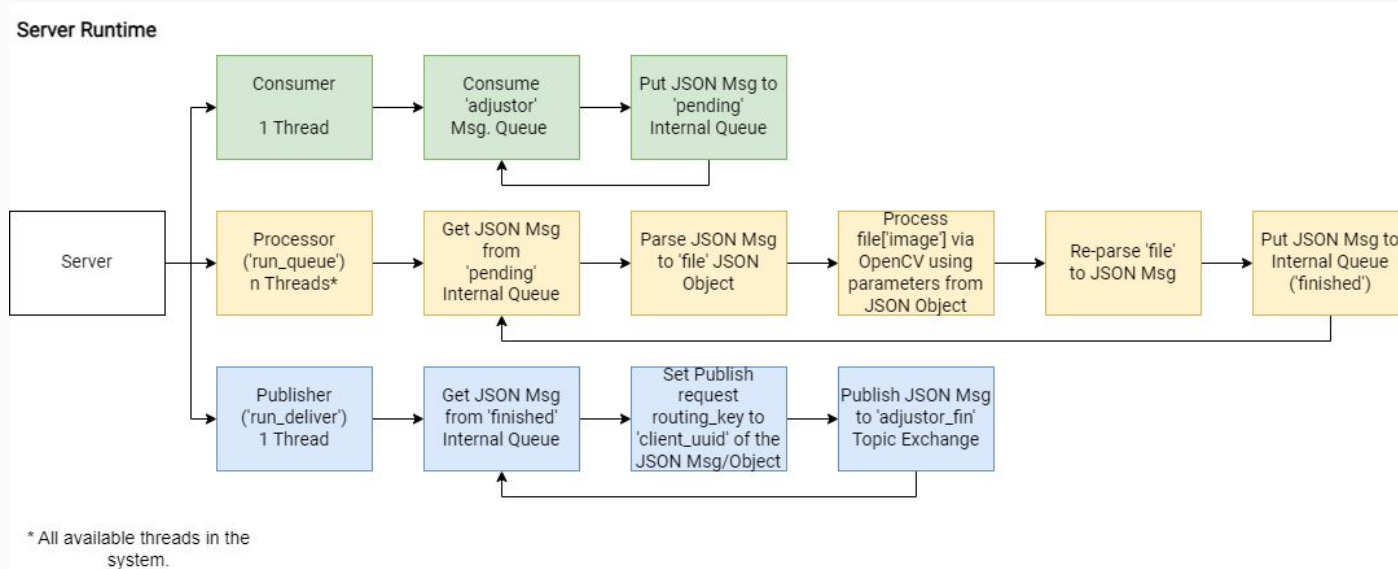 Server Runtime
Consumer
1 Thread
Consume
'adjustor'
Msg. Queue
Put JSON Msg to
'pending'
Internal Queue
Server
Processor
('run_queue')
n Threads*
Get JSON Msg
from
'pending'
Internal Queue
Parse JSON Msg
to 'file' JSON
Object
Process
file['image'] via
OpenCV using
parameters from
JSON Object
Re-parse 'file'
to JSON Msg
Put JSON Msg to
Internal Queue
('finished')
Publisher
('run_deliver')
1 Thread
Get JSON Msg
from 'finished'
Internal Queue
Set Publish
request
routing_key to
'client_uuid' of the
JSON Msg/Object
Publish JSON Msg
to 'adjustor_fin'
Topic Exchange
* All available threads in the
system.